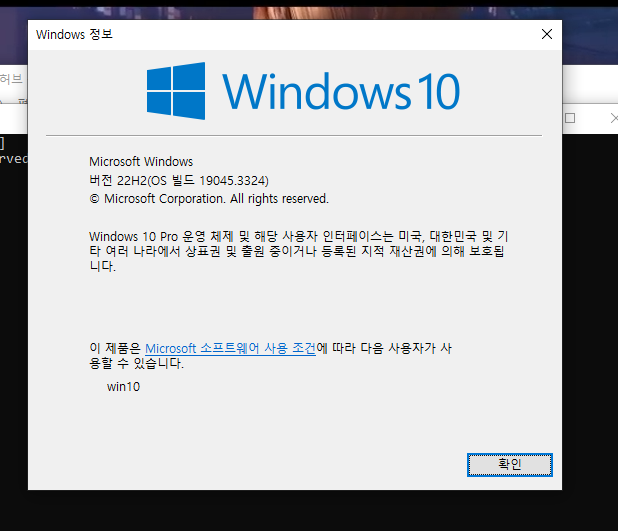 Windows 정보
Windows 10
허브
]
rved
Microsoft Windows
버전 22H2(OS 빌드 19045.3324)
© Microsoft Corporation. All rights reserved.
Windows 10 Pro 운영 체제 및 해당 사용자 인터페이스는 미국, 대한민국 및 기
타 여러 나라에서 상표권 및 출원 중이거나 등록된 지적 재산권에 의해 보호됩
니다.
이 제품은 Microsoft 소프트웨어 사용 조건에 따라 다음 사용자가 사
용할 수 있습니다.
win10
확인